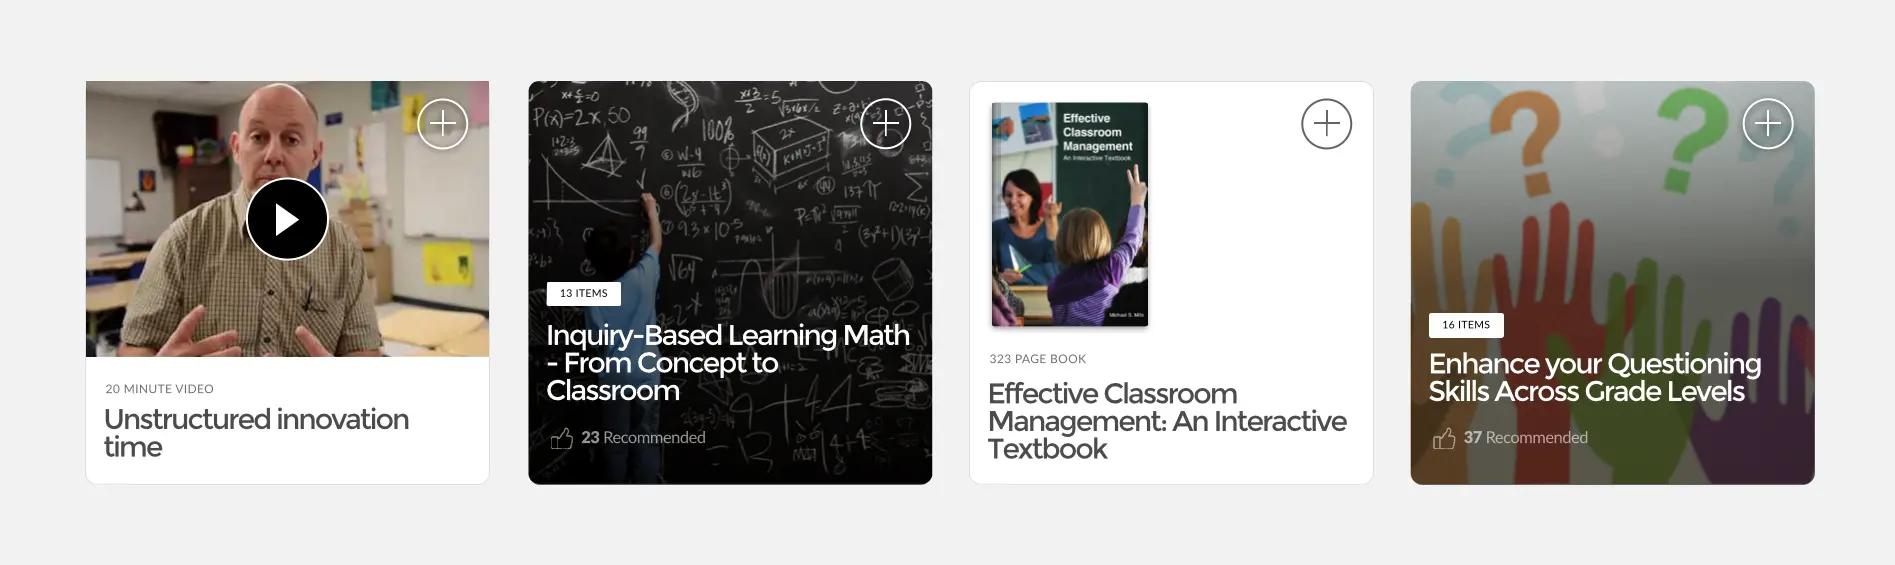 20 MINUTE VIDEO
Unstructured innovation
time
13 ITEMS
Inquiry-Based Learning Math
- From Concept to
Classroom
23 Recommended
Effective
Classroom
Management
An Interactive Textbook
Michael S. Mills
323 PAGE BOOK
Effective Classroom
Management: An Interactive
Textbook
16 ITEMS
Enhance your Questioning
Skills Across Grade Levels
37 Recommended